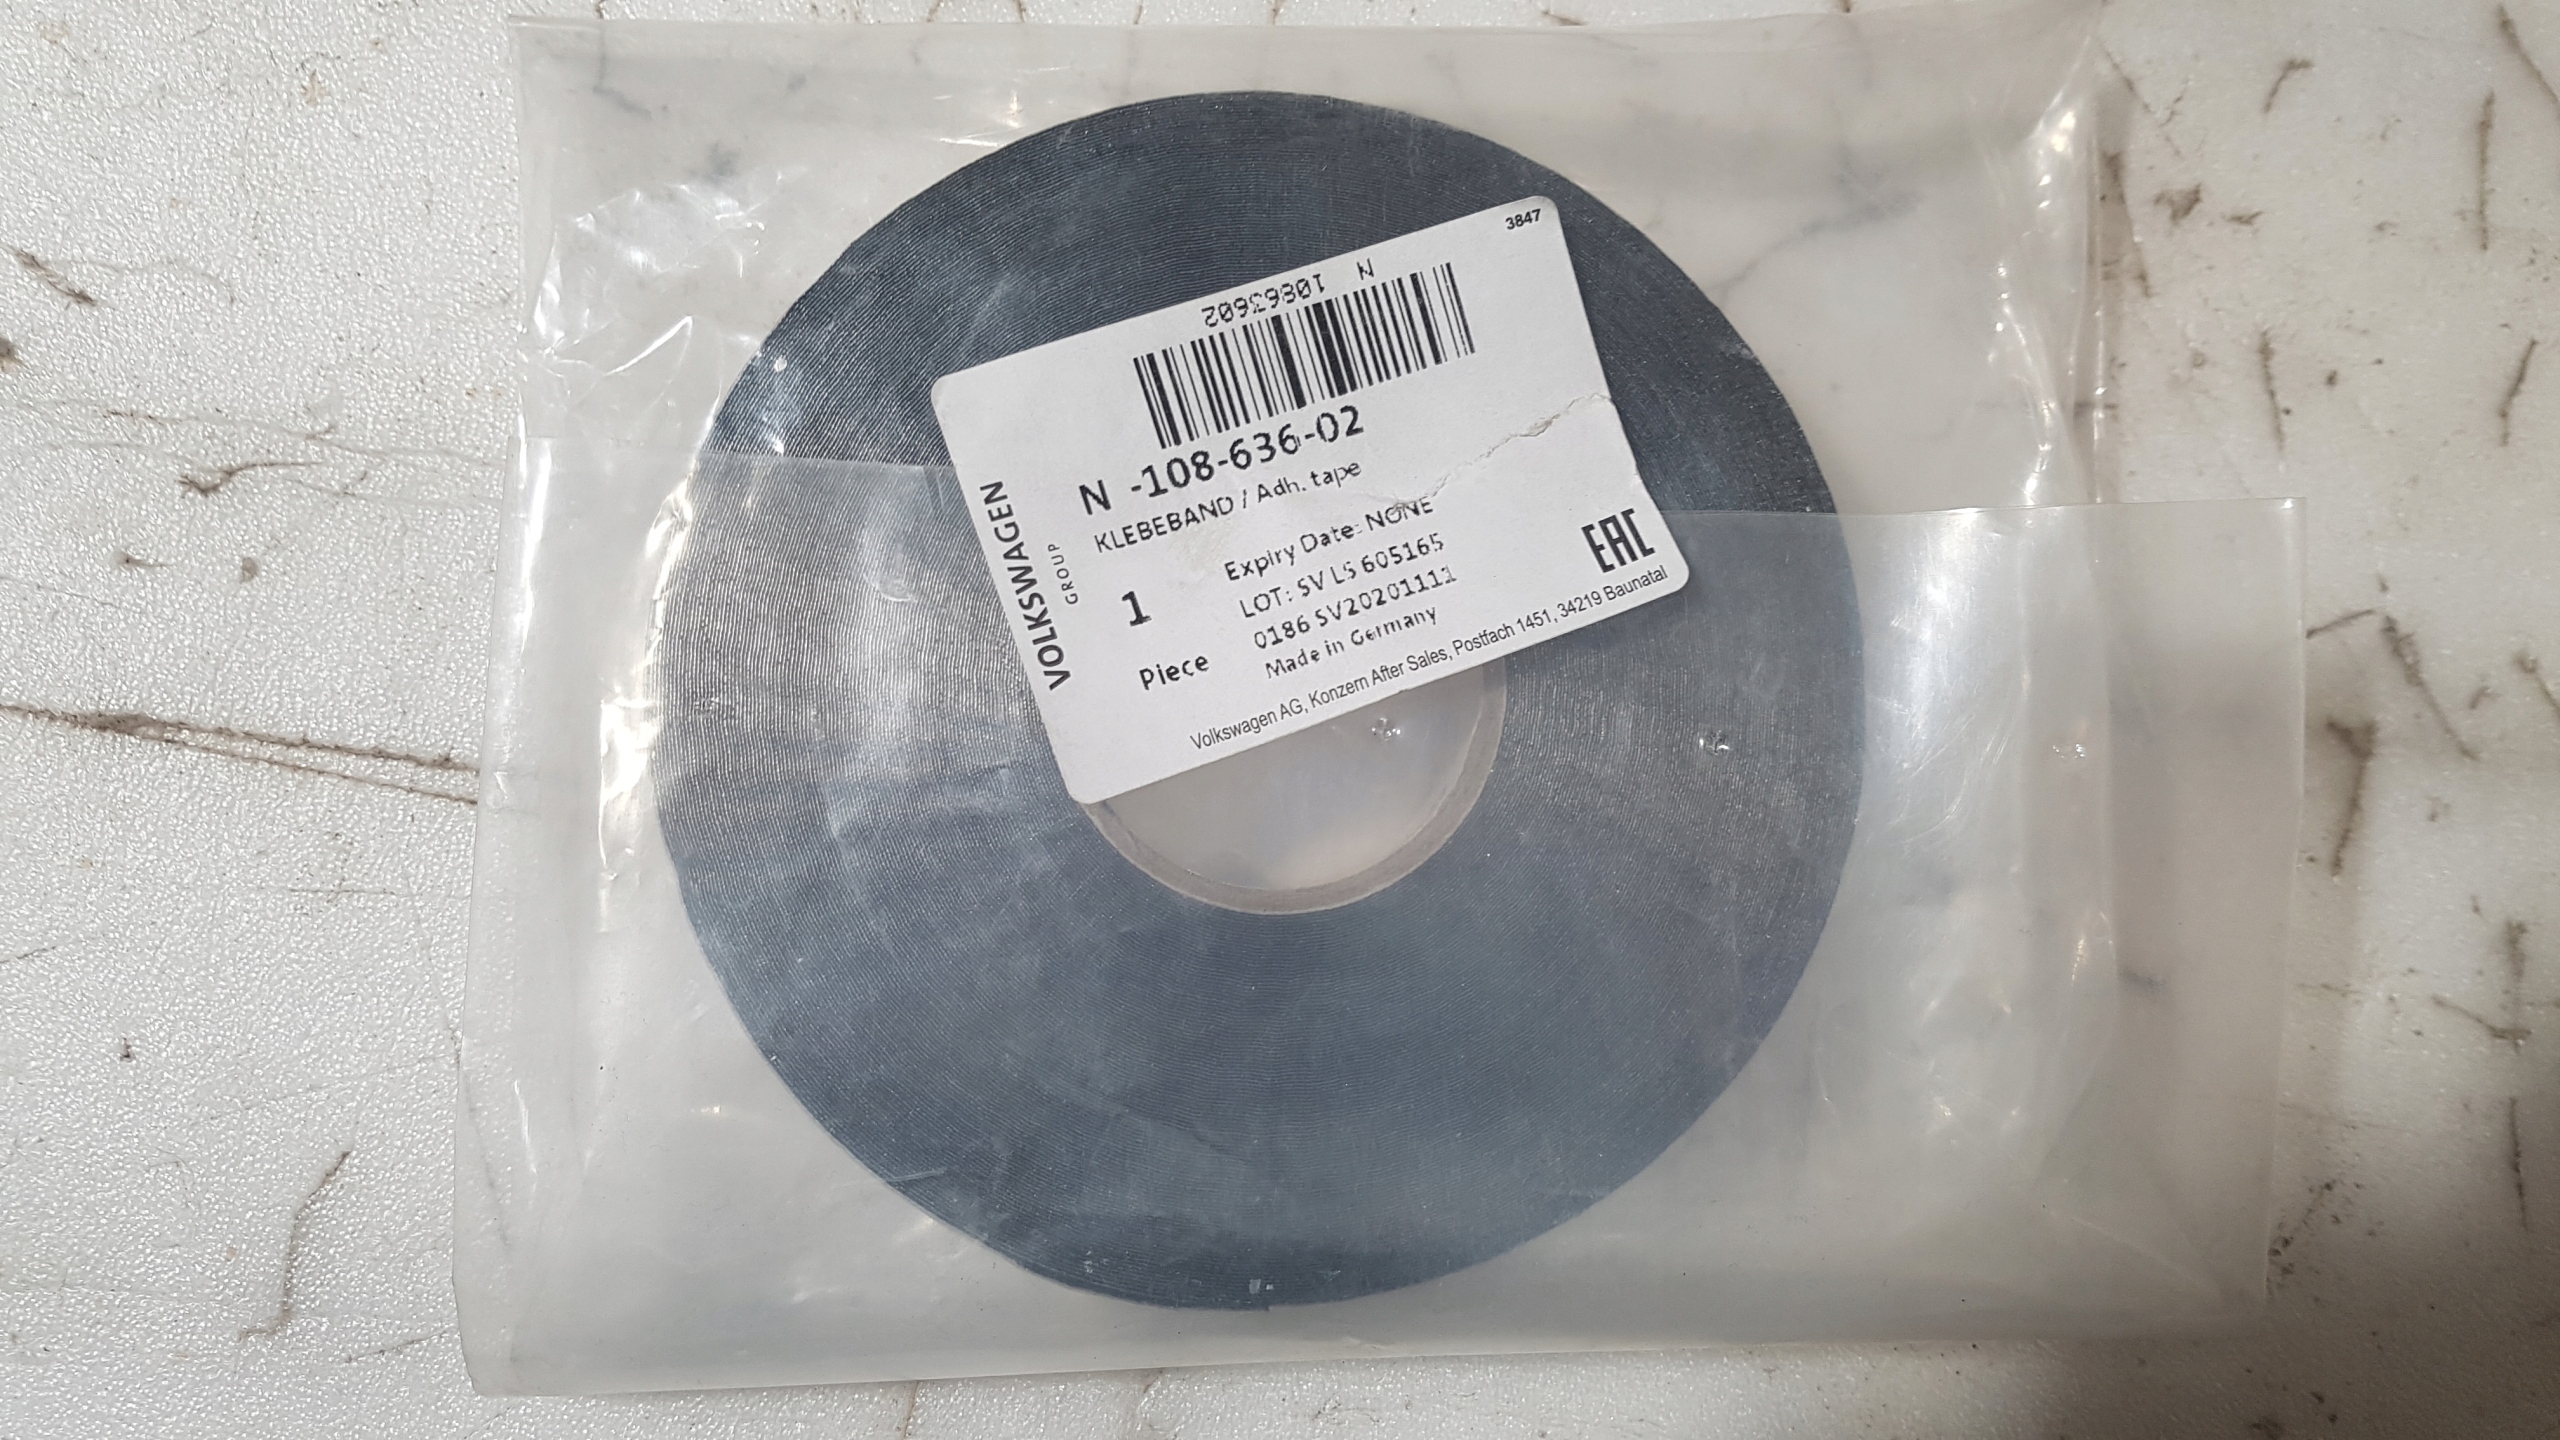 3847
N 10863602
N -108-636-02
KLEBEBAND / Adh. tape
VOLKSWAGEN
GROUP
1
Piece
Expiry Date: NONE
LOT: SV LS 605165
0186 SV20201111
Made in Germany
EAC
Volkswagen AG, Konzern After Sales, Postfach 1451, 34219 Baunatal